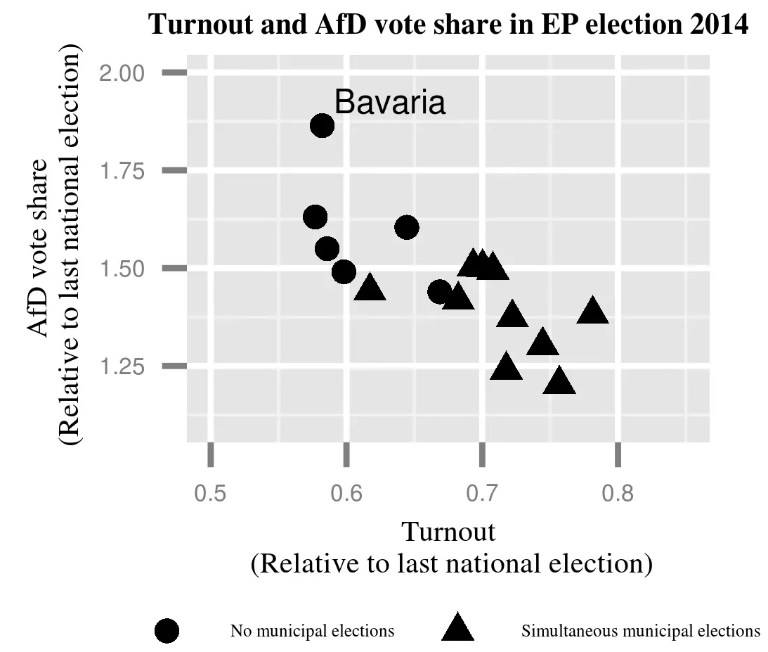 Turnout and AfD vote share in EP election 2014
AfD vote share
(Relative to last national election)
2.00
1.75
1.50
1.25
Bavaria
0.5 0.6 0.7 0.8
Turnout
(Relative to last national election)
No municipal elections Simultaneous municipal elections